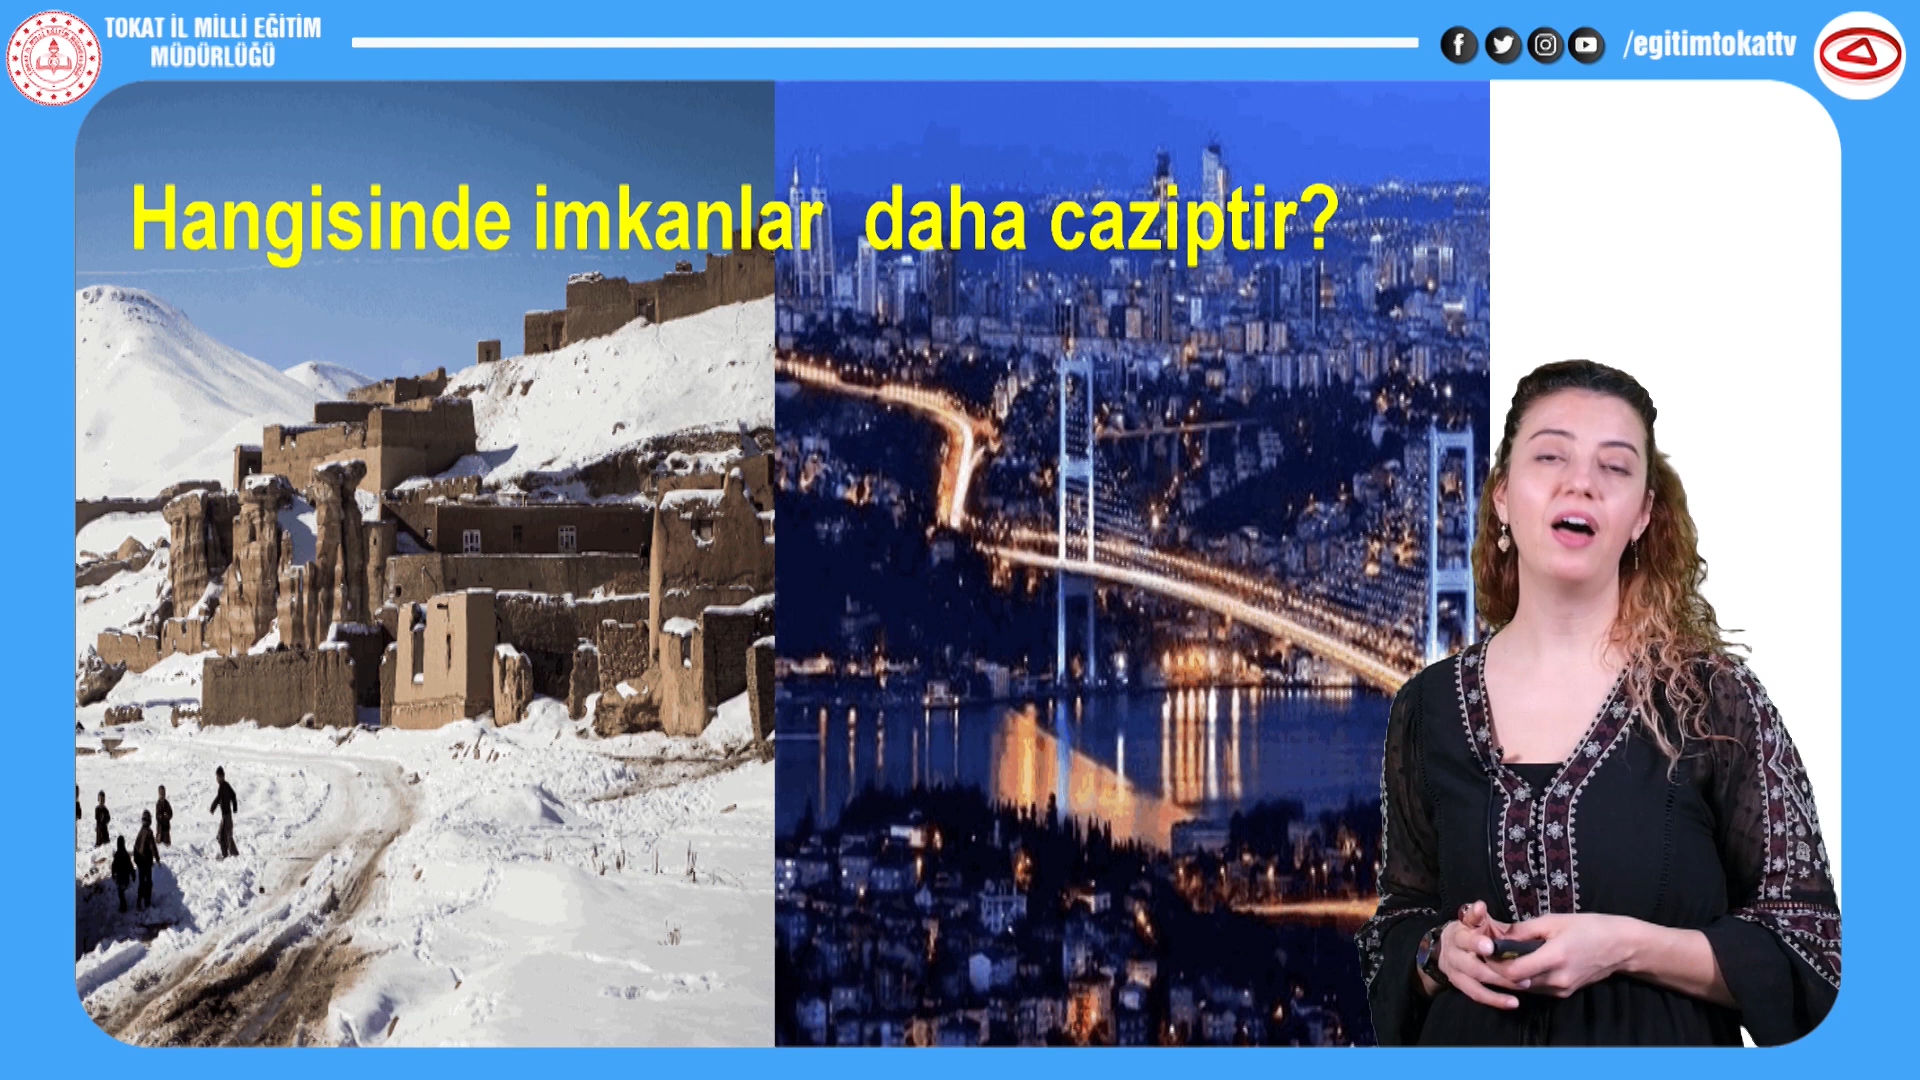 TOKAT İL MİLLİ EĞİTİM
MÜDÜRLÜĞÜ
/egitimtokattv
Hangisinde imkanlar daha caziptir?